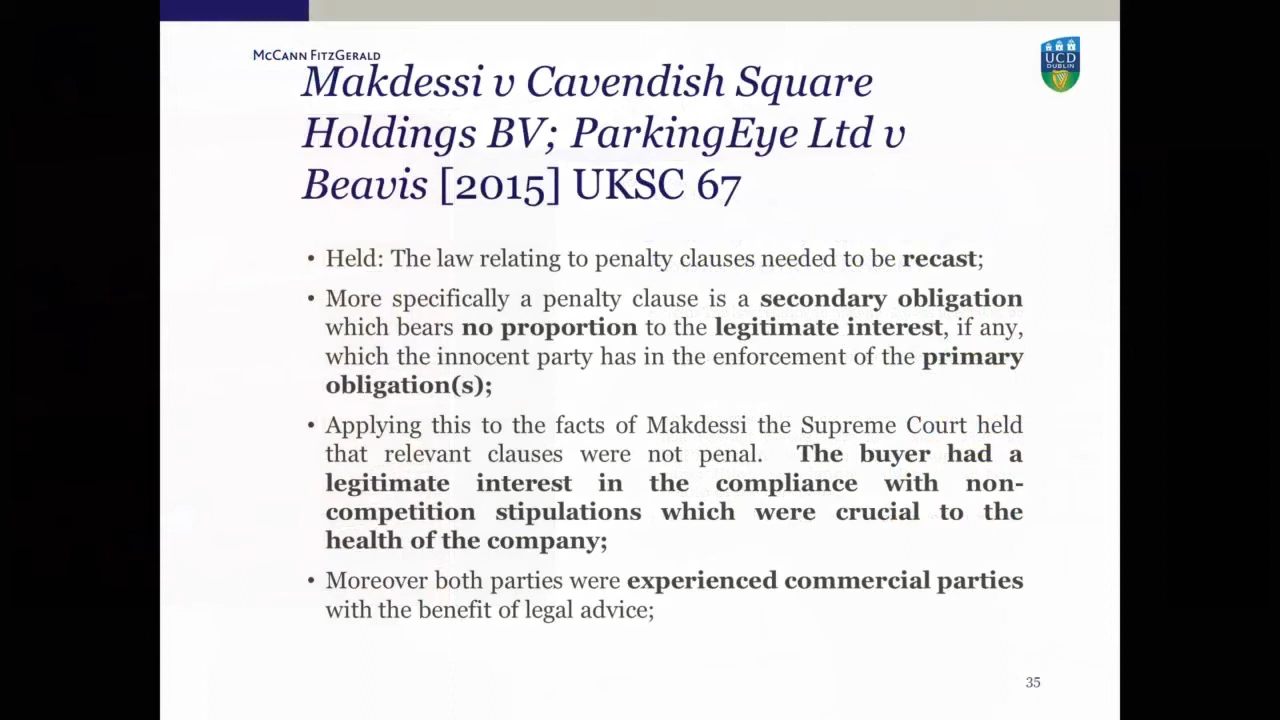 McCann FitzGerald
UCD
DUBLIN
Makdessi v Cavendish Square
Holdings BV; ParkingEye Ltd v
Beavis [2015] UKSC 67
• Held: The law relating to penalty clauses needed to be recast;
• More specifically a penalty clause is a secondary obligation
which bears no proportion to the legitimate interest, if any,
which the innocent party has in the enforcement of the primary
obligation(s);
• Applying this to the facts of Makdessi the Supreme Court held
that relevant clauses were not penal. The buyer had a
legitimate interest in the compliance with non-
competition stipulations which were crucial to the
health of the company;
• Moreover both parties were experienced commercial parties
with the benefit of legal advice;
35